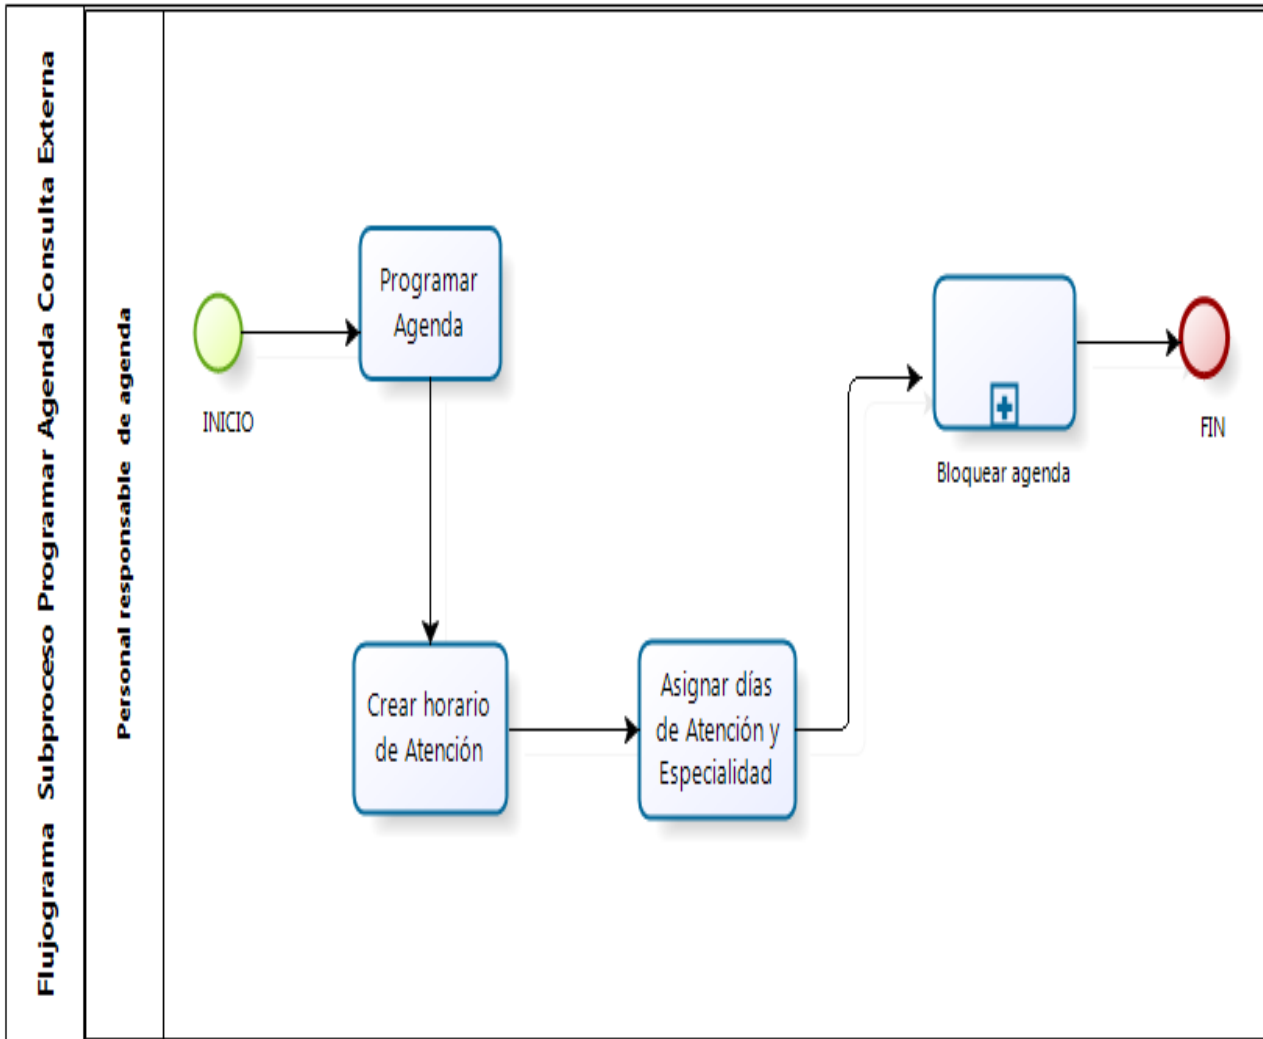 Flujograma Subproceso Programar Agenda Consulta Externa
Personal responsable de agenda
INICIO
Programar
Agenda
Crear horario
de Atención
Asignar días
de Atención y
Especialidad
Bloquear agenda
FIN